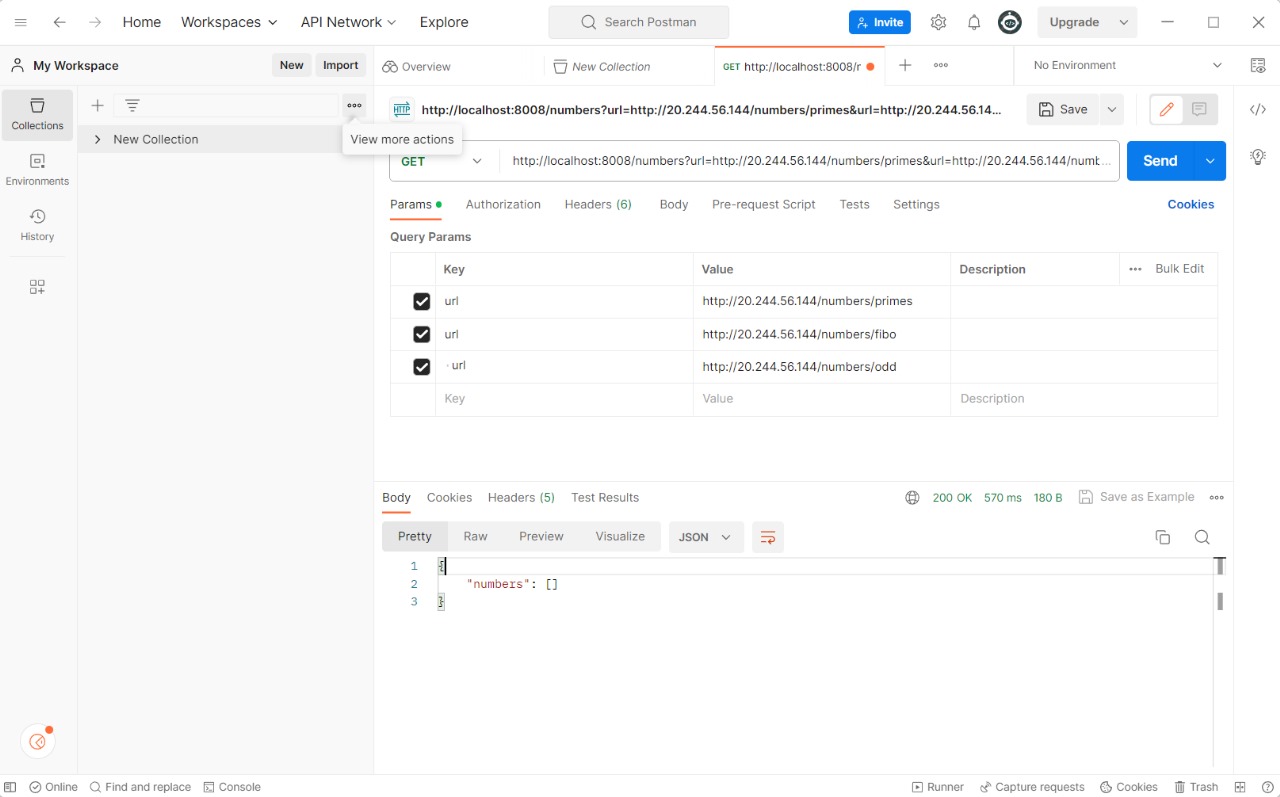 Home Workspaces API Network Explore Search Postman Invite Upgrade
My Workspace New Import Overview New Collection GET http://localhost:8008/r No Environment
Collections
Environments
History
New Collection
View more actions
HTTP http://localhost:8008/numbers?url=http://20.244.56.144/numbers/primes&url=http://20.244.56.14... Save
GET http://localhost:8008/numbers?url=http://20.244.56.144/numbers/primes&url=http://20.244.56.144/numb ... Send
Params Authorization Headers (6) Body Pre-request Script Tests Settings Cookies
Query Params
Key Value Description Bulk Edit
url http://20.244.56.144/numbers/primes
url http://20.244.56.144/numbers/fibo
url http://20.244.56.144/numbers/odd
Key Value Description
Body Cookies Headers (5) Test Results 200 OK 570 ms 180 B Save as Example
Pretty Raw Preview Visualize JSON
1 {
2 "numbers": []
3 }
Online Find and replace Console Runner Capture requests Cookies Trash